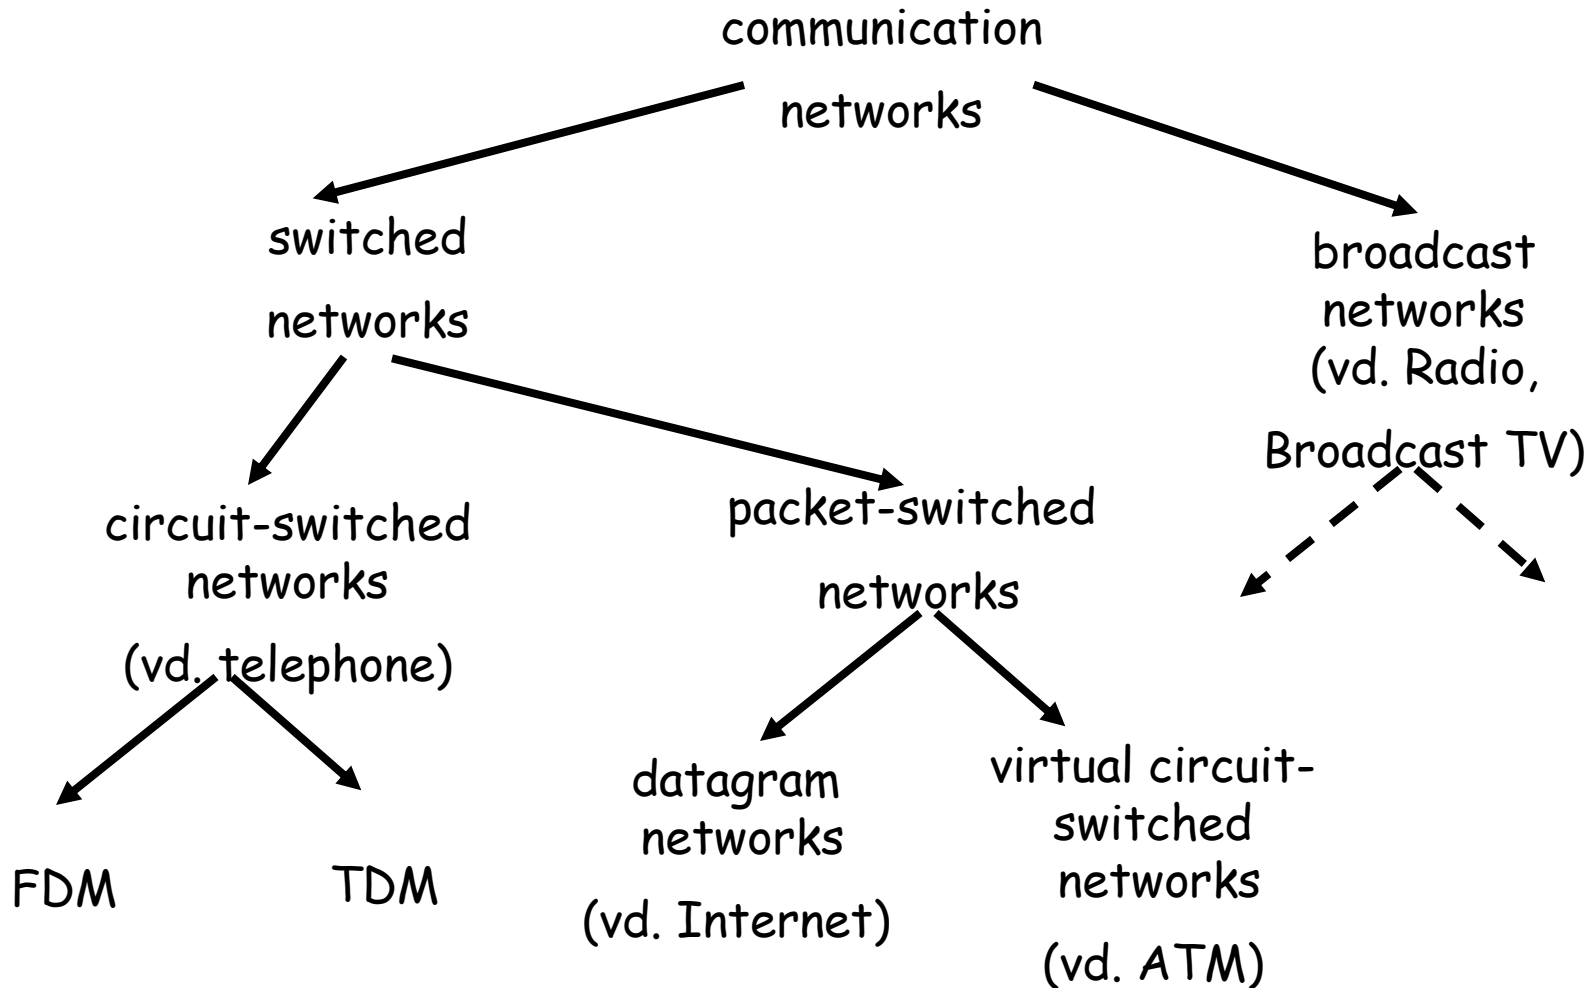 communication
networks
switched
networks
broadcast
networks
(vd. Radio,
Broadcast TV)
circuit-switched
networks
(vd. telephone)
packet-switched
networks
FDM
TDM
datagram
networks
(vd. Internet)
virtual circuit-
switched
networks
(vd. ATM)